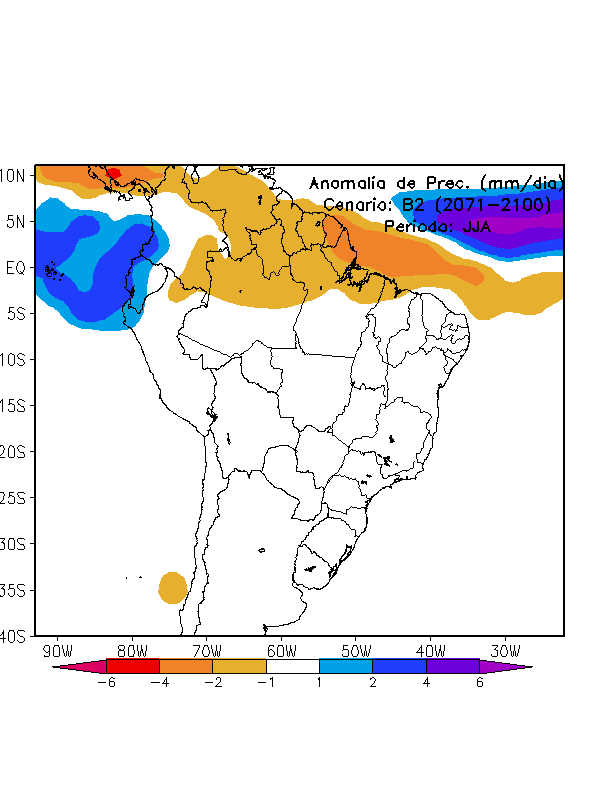 Anomalia de Prec. (mm/dia)
Cenario: B2 (2071-2100)
Periodo: JJA
10N
5N
EQ
5S
10S
15S
20S
25S
30S
35S
40S
90W 80W 70W 60W 50W 40W 30W
-6 -4 -2 -1 1 2 4 6